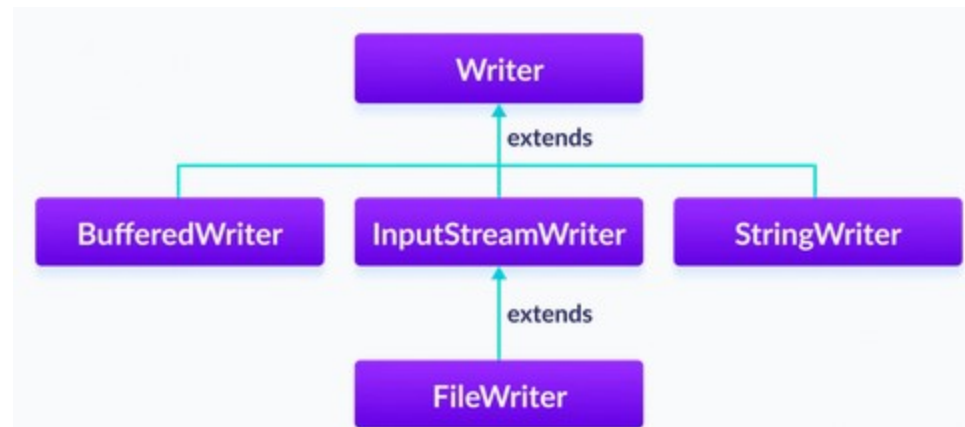 Writer
extends
BufferedWriter
InputStreamWriter
StringWriter
extends
FileWriter